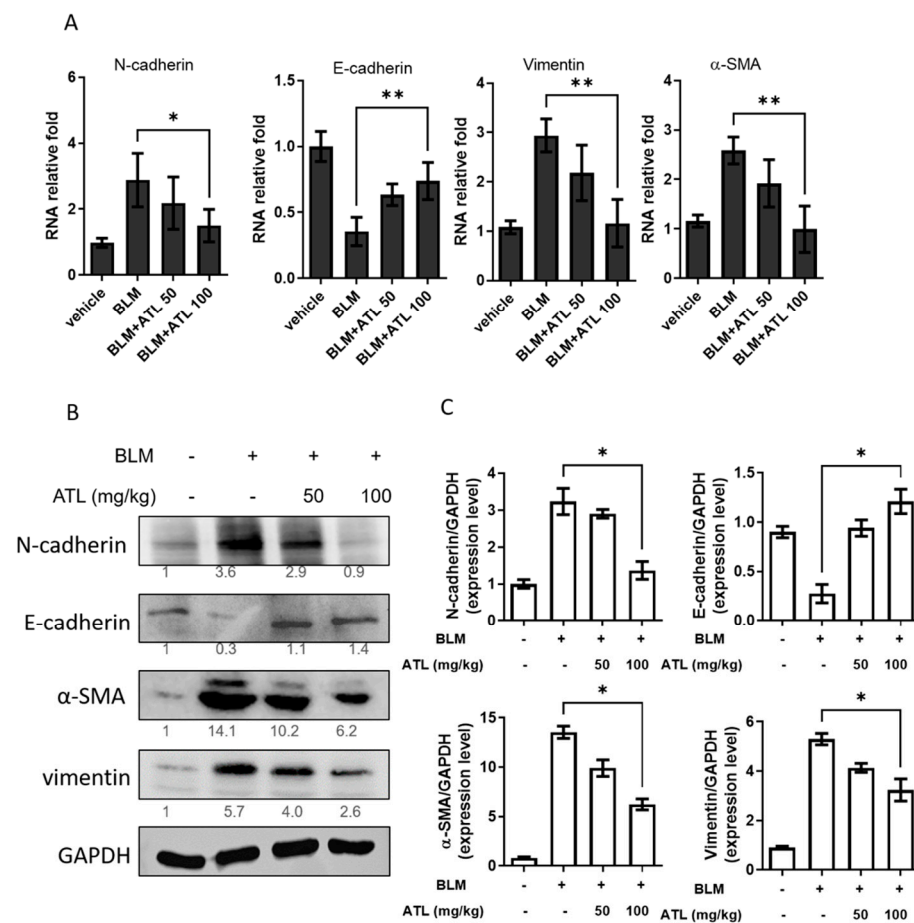 A
N-cadherin
RNA relative fold
6
4
2
0
*
vehicle
BLM
BLM+ATL 50
BLM+ATL 100
E-cadherin
RNA relative fold
1.5
1.0
0.5
0.0
**
vehicle
BLM
BLM+ATL 50
BLM+ATL 100
Vimentin
RNA relative fold
4
3
2
1
0
**
vehicle
BLM
BLM+ATL 50
BLM+ATL 100
α-SMA
RNA relative fold
4
3
2
1
0
**
vehicle
BLM
BLM+ATL 50
BLM+ATL 100
B
BLM - + + +
ATL (mg/kg) - - 50 100
N-cadherin
1 3.6 2.9 0.9
E-cadherin
1 0.3 1.1 1.4
α-SMA
1 14.1 10.2 6.2
vimentin
1 5.7 4.0 2.6
GAPDH
C
N-cadherin/GAPDH
(expression level)
4
3
2
1
0
*
BLM - + + +
ATL (mg/kg) - - 50 100
E-cadherin/GAPDH
(expression level)
1.5
1.0
0.5
0.0
*
BLM - + + +
ATL (mg/kg) - - 50 100
α-SMA/GAPDH
(expression level)
15
10
5
0
*
BLM - + + +
ATL (mg/kg) - - 50 100
Vimentin/GAPDH
(expression level)
6
4
2
0
*
BLM - + + +
ATL (mg/kg) - - 50 100